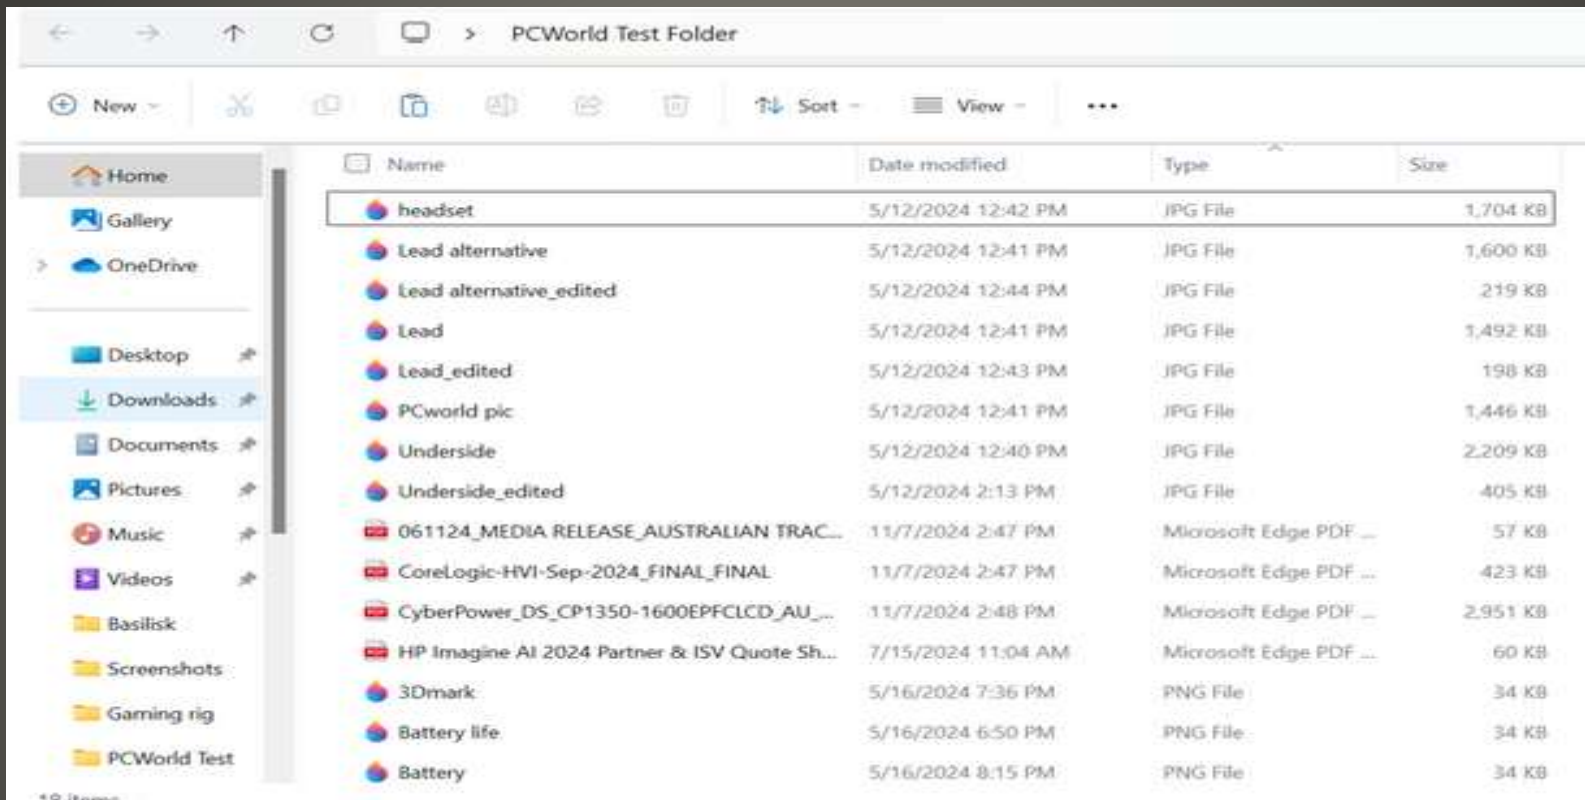 PCWorld Test Folder
New Sort View
Name Date modified Type Size
Home
Gallery
OneDrive
Desktop
Downloads
Documents
Pictures
Music
Videos
Basilisk
Screenshots
Gaming rig
PCWorld Test
headset 5/12/2024 12:42 PM JPG File 1,704 KB
Lead alternative 5/12/2024 12:41 PM JPG File 1,600 KB
Lead alternative_edited 5/12/2024 12:44 PM JPG File 219 KB
Lead 5/12/2024 12:41 PM JPG File 1,492 KB
Lead_edited 5/12/2024 12:43 PM JPG File 198 KB
PCworld pic 5/12/2024 12:41 PM JPG File 1,446 KB
Underside 5/12/2024 12:40 PM JPG File 2,209 KB
Underside_edited 5/12/2024 2:13 PM JPG File 405 KB
061124_MEDIA RELEASE_AUSTRALIAN TRAC... 11/7/2024 2:47 PM Microsoft Edge PDF ... 57 KB
CoreLogic-HVI-Sep-2024_FINAL_FINAL 11/7/2024 2:47 PM Microsoft Edge PDF ... 423 KB
CyberPower_DS_CP1350-1600EPFCLCD_AU_... 11/7/2024 2:48 PM Microsoft Edge PDF ... 2,951 KB
HP Imagine AI 2024 Partner & ISV Quote Sh... 7/15/2024 11:04 AM Microsoft Edge PDF ... 60 KB
3Dmark 5/16/2024 7:36 PM PNG File 34 KB
Battery life 5/16/2024 6:50 PM PNG File 34 KB
Battery 5/16/2024 8:15 PM PNG File 34 KB
items